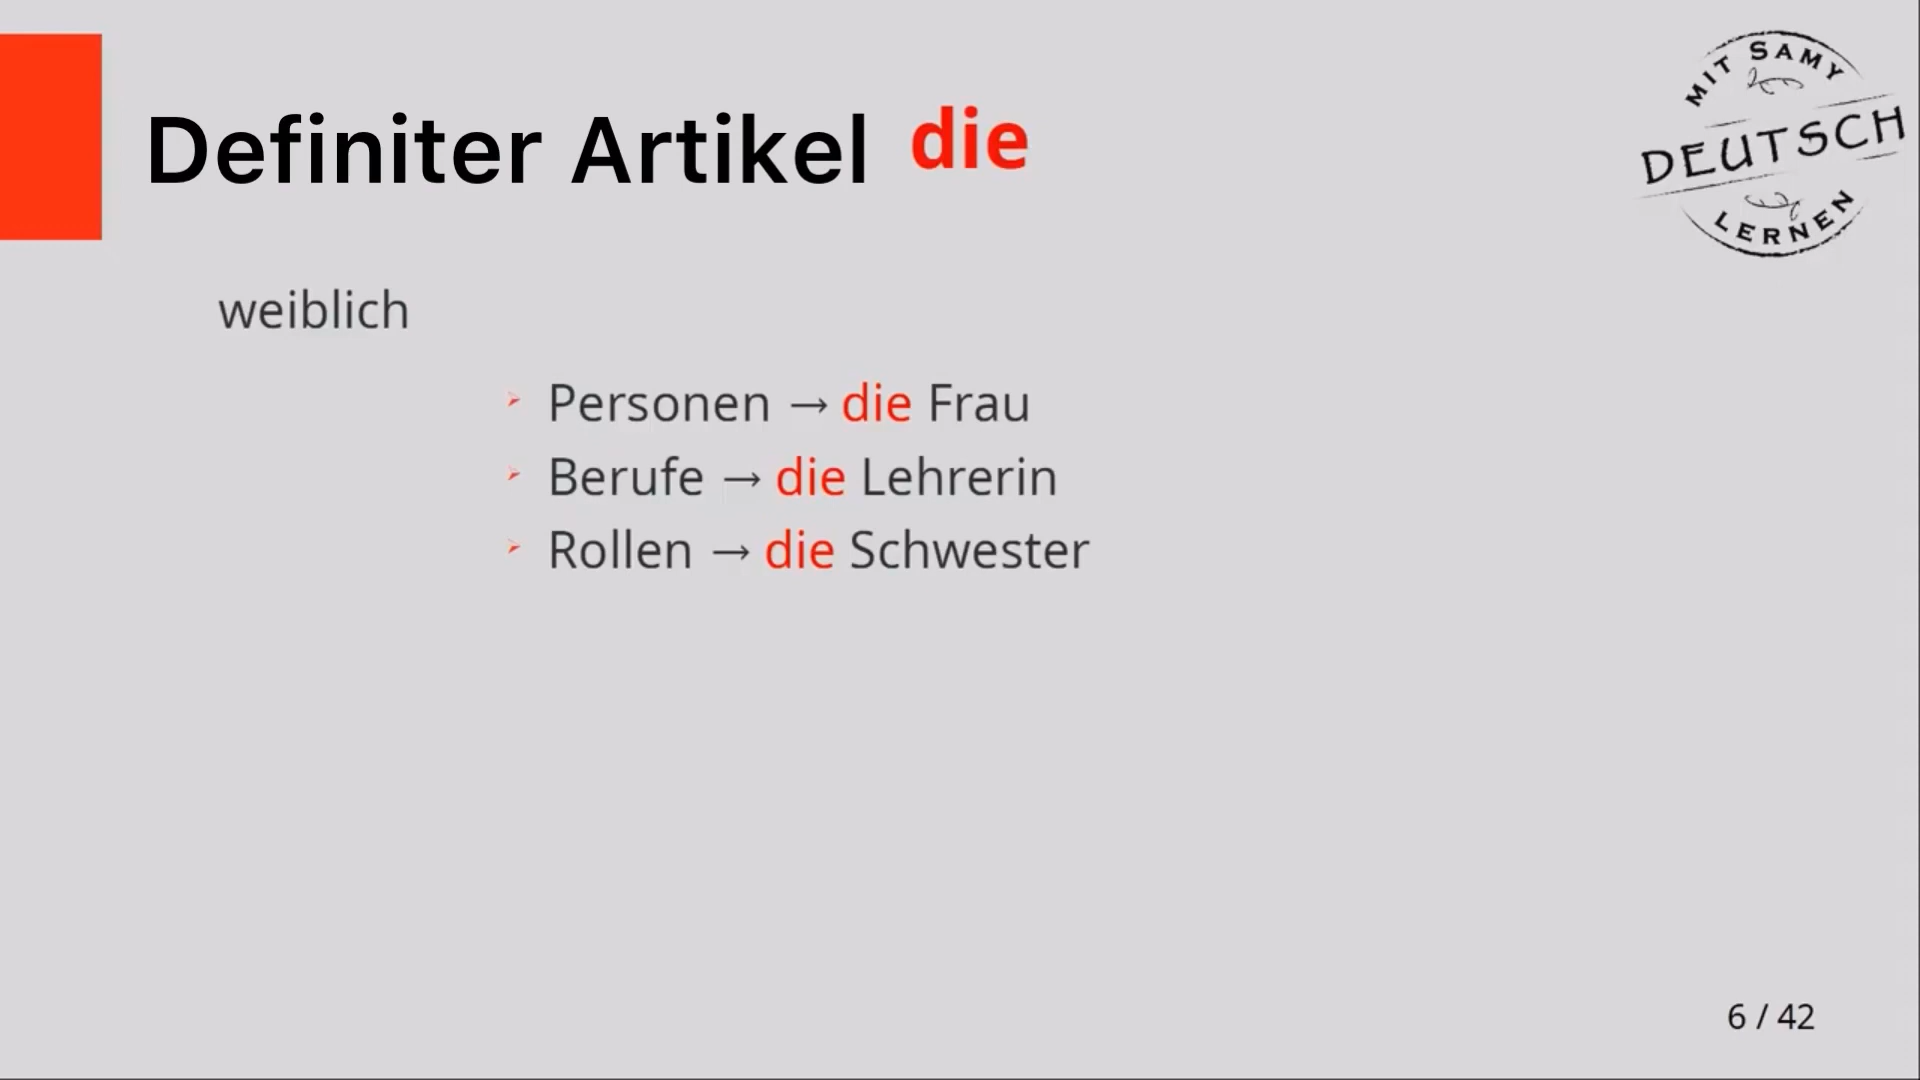 Definiter Artikel die
MIT SAMY
DEUTSCH
LERNEN
weiblich
➢ Personen → die Frau
➢ Berufe → die Lehrerin
➢ Rollen → die Schwester
6 / 42